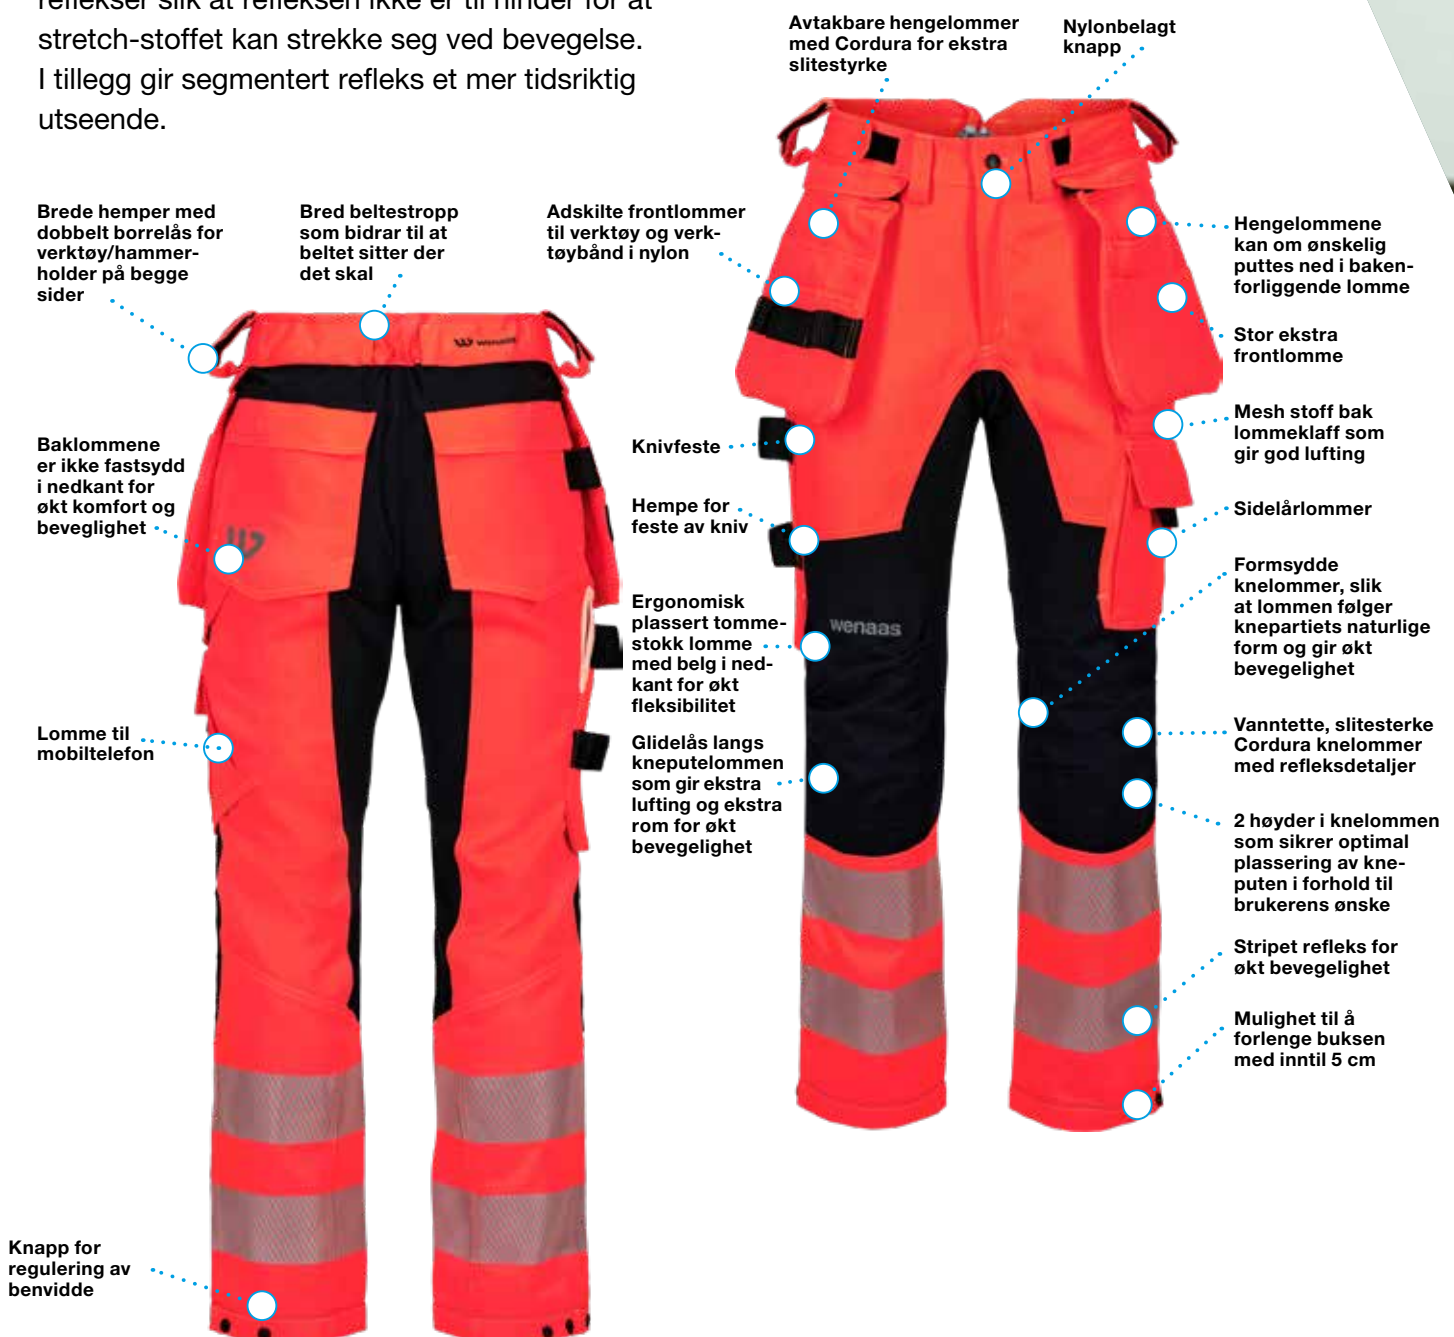 reflekser slik at refleksen ikke er til hinder for at
stretch-stoffet kan strekke seg ved bevegelse.
I tillegg gir segmentert refleks et mer tidsriktig
utseende.
Avtakbare hengelommer
med Cordura for ekstra
slitestyrke
Nylonbelagt
knapp
Brede hemper med
dobbelt borrelås for
verktøy/hammer-
holder på begge
sider
Bred beltestropp
som bidrar til at
beltet sitter der
det skal
Adskilte frontlommer
til verktøy og verk-
tøybånd i nylon
Hengelommene
kan om ønskelig
puttes ned i baken-
forliggende lomme
Stor ekstra
frontlomme
wenaas
Baklommene
er ikke fastsydd
i nedkant for
økt komfort og
beveglighet
Knivfeste
Mesh stoff bak
lommeklaff som
gir god lufting
Hempe for
feste av kniv
Sidelårlommer
Formsydde
knelommer, slik
at lommen følger
knepartiets naturlige
form og gir økt
bevegelighet
Ergonomisk
plassert tomme-
stokk lomme
med belg i ned-
kant for økt
fleksibilitet
wenaas
Lomme til
mobiltelefon
Glidelås langs
kneputelommen
som gir ekstra
lufting og ekstra
rom for økt
bevegelighet
Vanntette, slitesterke
Cordura knelommer
med refleksdetaljer
2 høyder i knelommen
som sikrer optimal
plassering av kne-
puten i forhold til
brukerens ønske
Stripet refleks for
økt bevegelighet
Mulighet til å
forlenge buksen
med inntil 5 cm
Knapp for
regulering av
benvidde